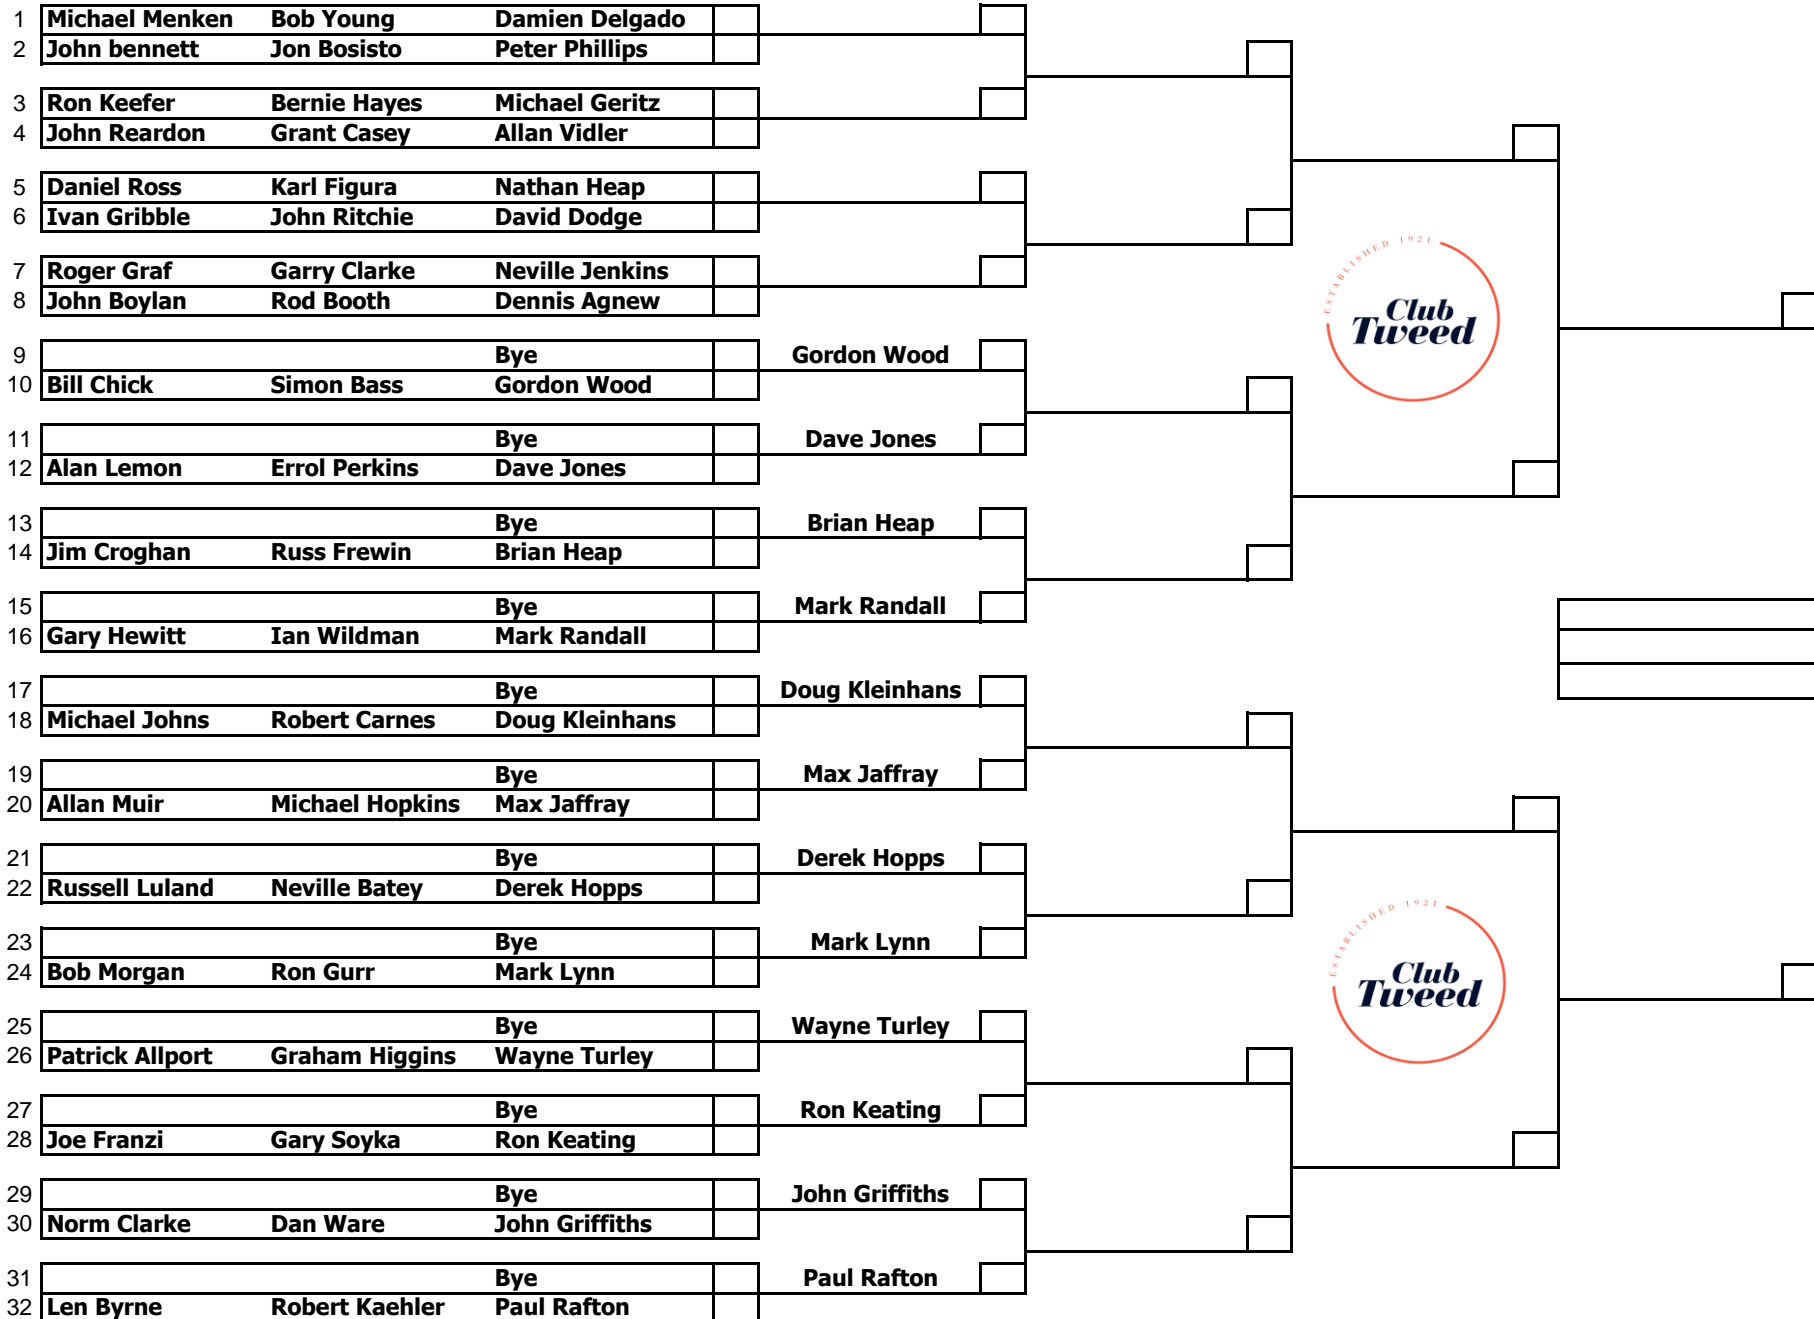 1 Michael Menken Bob Young Damien Delgado
2 John bennett Jon Bosisto Peter Phillips
3 Ron Keefer Bernie Hayes Michael Geritz
4 John Reardon Grant Casey Allan Vidler
5 Daniel Ross Karl Figura Nathan Heap
6 Ivan Gribble John Ritchie David Dodge
7 Roger Graf Garry Clarke Neville Jenkins
8 John Boylan Rod Booth Dennis Agnew
ESTABLISHED 1921
Club
Tweed
9 Bye Gordon Wood
10 Bill Chick Simon Bass Gordon Wood
11 Bye Dave Jones
12 Alan Lemon Errol Perkins Dave Jones
13 Bye Brian Heap
14 Jim Croghan Russ Frewin Brian Heap
15 Bye Mark Randall
16 Gary Hewitt Ian Wildman Mark Randall
17 Bye Doug Kleinhans
18 Michael Johns Robert Carnes Doug Kleinhans
19 Bye Max Jaffray
20 Allan Muir Michael Hopkins Max Jaffray
21 Bye Derek Hopps
22 Russell Luland Neville Batey Derek Hopps
23 Bye Mark Lynn
24 Bob Morgan Ron Gurr Mark Lynn
ESTABLISHED 1921
Club
Tweed
25 Bye Wayne Turley
26 Patrick Allport Graham Higgins Wayne Turley
27 Bye Ron Keating
28 Joe Franzi Gary Soyka Ron Keating
29 Bye John Griffiths
30 Norm Clarke Dan Ware John Griffiths
31 Bye Paul Rafton
32 Len Byrne Robert Kaehler Paul Rafton